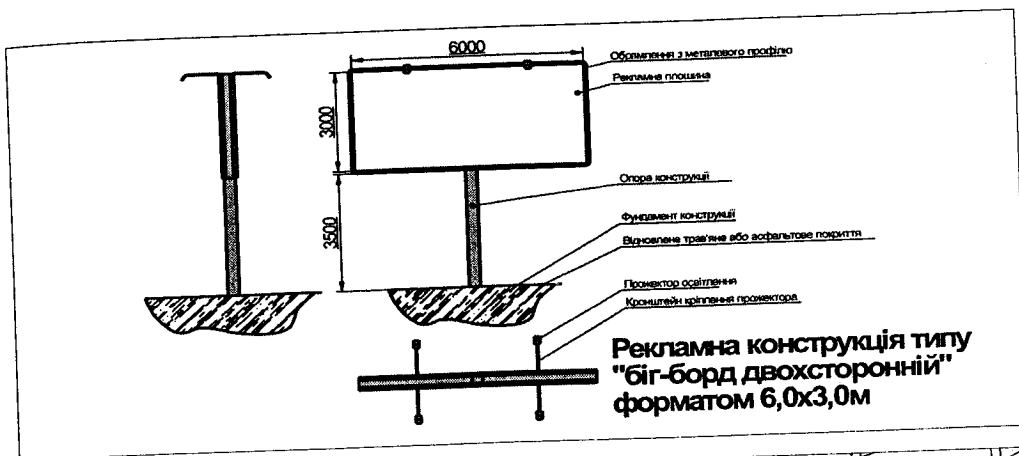 6000
Обрамлення з металевого профілю
Рекламна площина
3000
Опора конструкції
3500
Фундамент конструкції
Відновлене трав'яне або асфальтове покриття
Прожектор освітлення
Кронштейн кріплення прожектора
Рекламна конструкція типу
"біг-борд двохсторонній"
форматом 6,0х3,0м